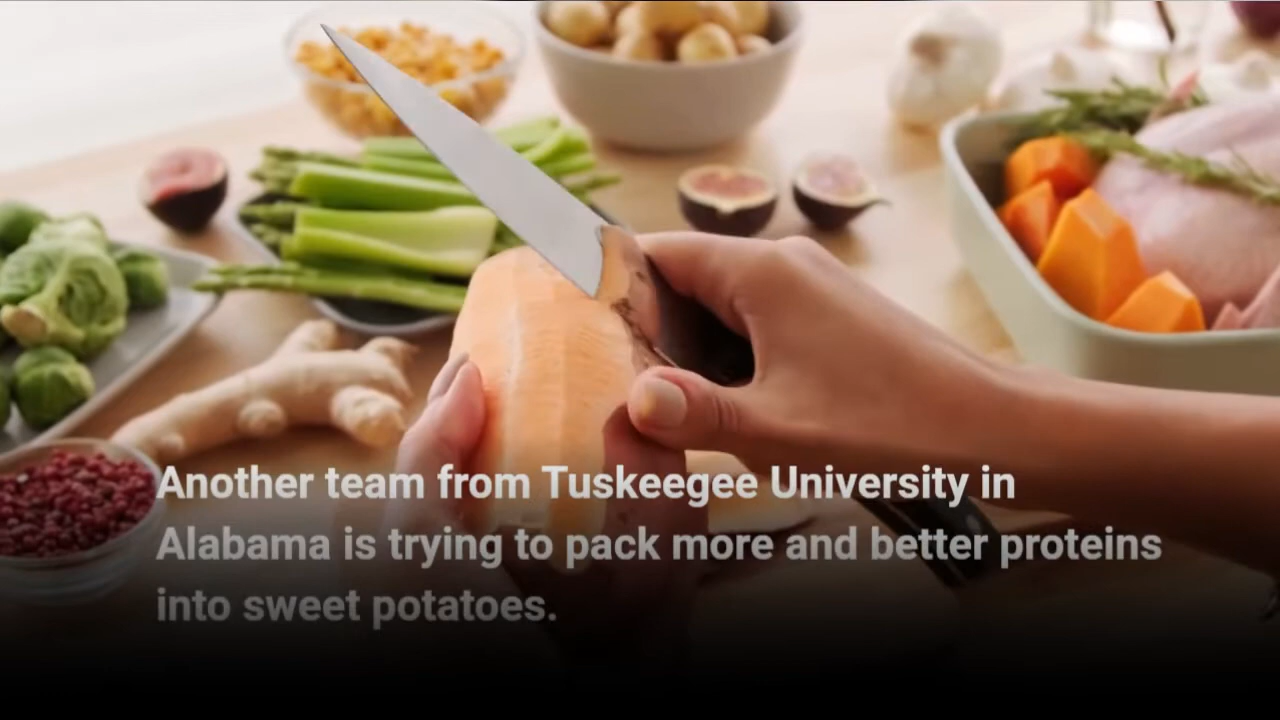 Another team from Tuskeegee University in
Alabama is trying to pack more and better proteins
into sweet potatoes.